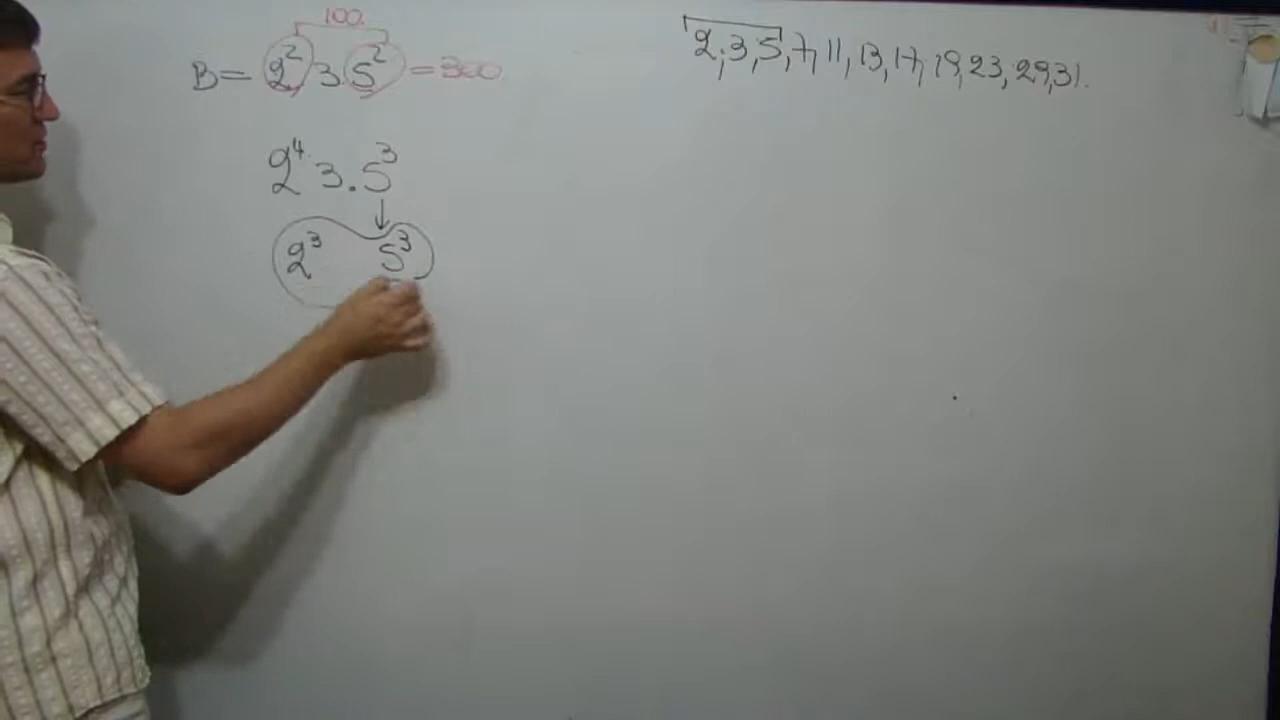 100.
B = 2² 3. 5² = 300.
2⁴ 3 . 5³
↓
2³ 5³
2, 3, 5, 7, 11, 13, 17, 19, 23, 29, 31.